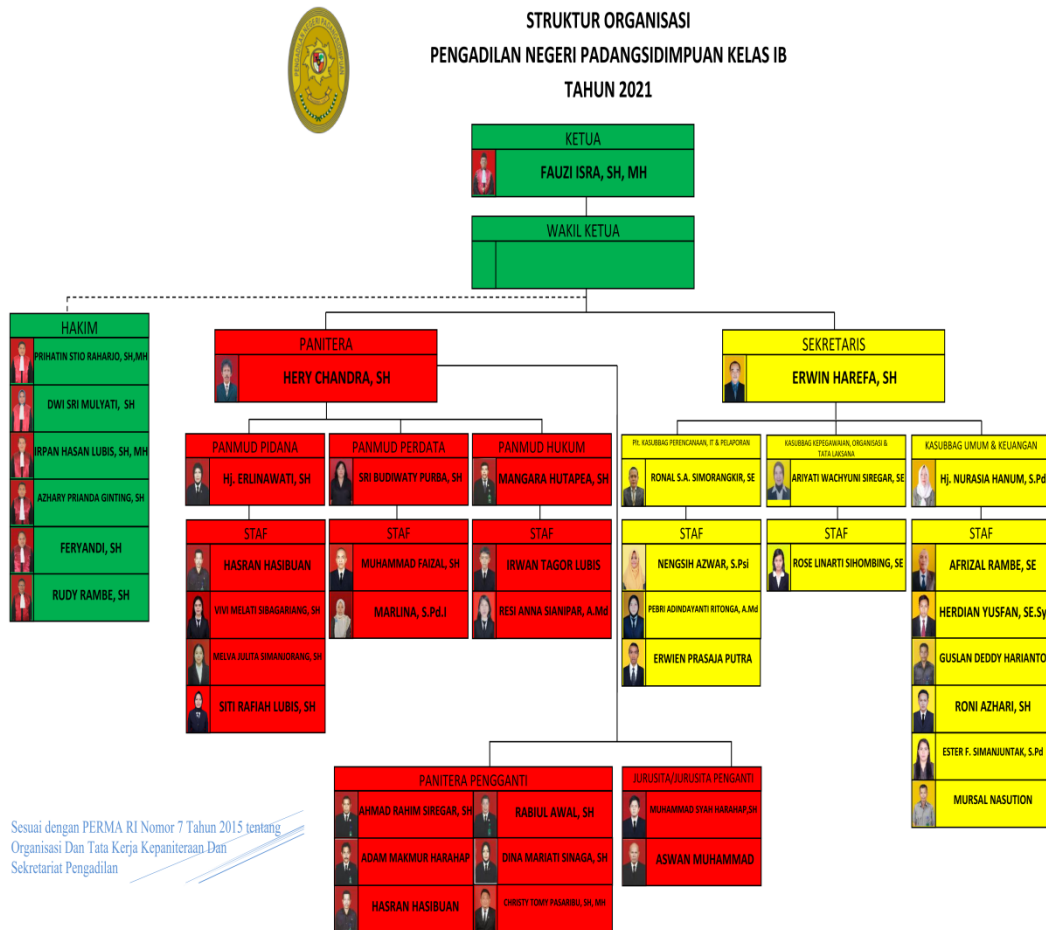 STRUKTUR ORGANISASI
PENGADILAN NEGERI PADANGSIDIMPUAN KELAS IB
TAHUN 2021
PENGADILAN NEGERI PADANGSIDIMPUAN
KETUA
FAUZI ISRA, SH, MH
WAKIL KETUA
HAKIM
PRIHATIN STIO RAHARJO, SH,MH
DWI SRI MULYATI, SH
IRPAN HASAN LUBIS, SH, MH
AZHARY PRIANDA GINTING, SH
FERYANDI, SH
RUDY RAMBE, SH
PANITERA
HERY CHANDRA, SH
SEKRETARIS
ERWIN HAREFA, SH
PANMUD PIDANA
Hj. ERLINAWATI, SH
STAF
HASRAN HASIBUAN
VIVI MELATI SIBAGARIANG, SH
MELVA JULITA SIMANJORANG, SH
SITI RAFIAH LUBIS, SH
PANMUD PERDATA
SRI BUDIWATY PURBA, SH
STAF
MUHAMMAD FAIZAL, SH
MARLINA, S.Pd.I
PANMUD HUKUM
MANGARA HUTAPEA, SH
STAF
IRWAN TAGOR LUBIS
RESI ANNA SIANIPAR, A.Md
Plt. KASUBBAG PERENCANAAN, IT & PELAPORAN
RONAL S.A. SIMORANGKIR, SE
STAF
NENGSIH AZWAR, S.Psi
PEBRI ADINDAYANTI RITONGA, A.Md
ERWIEN PRASAJA PUTRA
KASUBBAG KEPEGAWAIAN, ORGANISASI &
TATA LAKSANA
ARIYATI WACHYUNI SIREGAR, SE
STAF
ROSE LINARTI SIHOMBING, SE
KASUBBAG UMUM & KEUANGAN
Hj. NURASIA HANUM, S.Pd
STAF
AFRIZAL RAMBE, SE
HERDIAN YUSFAN, SE.Sy
GUSLAN DEDDY HARIANTO
RONI AZHARI, SH
ESTER F. SIMANJUNTAK, S.Pd
MURSAL NASUTION
PANITERA PENGGANTI
AHMAD RAHIM SIREGAR, SH
RABIUL AWAL, SH
ADAM MAKMUR HARAHAP
DINA MARIATI SINAGA, SH
HASRAN HASIBUAN
CHRISTY TOMY PASARIBU, SH, MH
JURUSITA/JURUSITA PENGANTI
MUHAMMAD SYAH HARAHAP,SH
ASWAN MUHAMMAD
Sesuai dengan PERMA RI Nomor 7 Tahun 2015 tentang
Organisasi Dan Tata Kerja Kepaniteraan Dan
Sekretariat Pengadilan